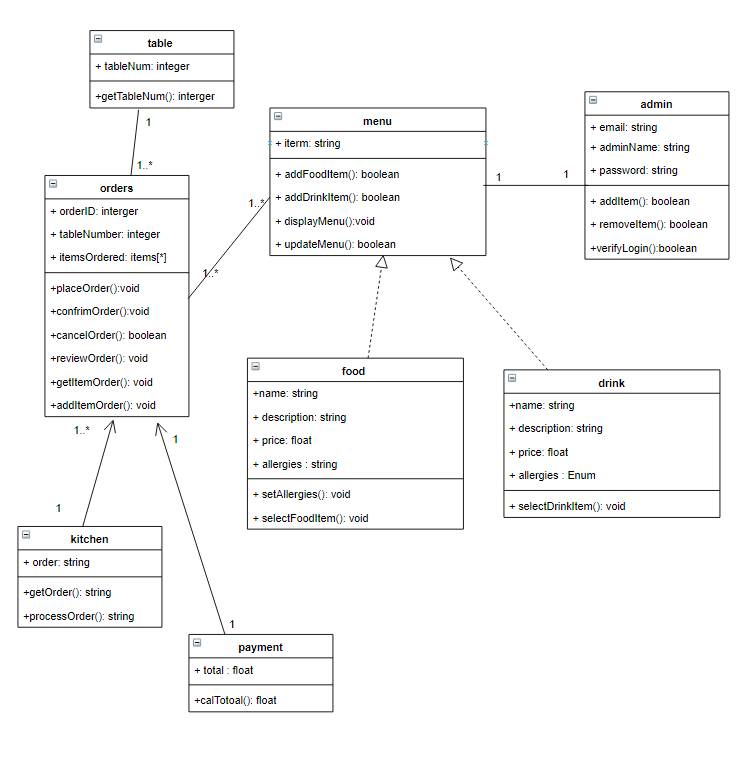 table
+ tableNum: integer
+getTableNum(): interger
1
1..*
orders
+ orderID: interger
+ tableNumber: integer
+ itemsOrdered: items[*]
+placeOrder():void
+confrimOrder():void
+cancelOrder(): boolean
+reviewOrder(): void
+getItemOrder(): void
+addItemOrder(): void
1..*
1..*
menu
+ iterm: string
+ addFoodItem(): boolean
+ addDrinkItem(): boolean
+ displayMenu():void
+ updateMenu(): boolean
1
1
admin
+ email: string
+ adminName: string
+ password: string
+ addItem(): boolean
+ removeItem(): boolean
+verifyLogin():boolean
food
+name: string
+ description: string
+ price: float
+ allergies : string
+ setAllergies(): void
+ selectFoodItem(): void
drink
+name: string
+ description: string
+ price: float
+ allergies : Enum
+ selectDrinkItem(): void
1..*
1
1
kitchen
+ order: string
+getOrder(): string
+processOrder(): string
1
payment
+ total : float
+calTotoal(): float